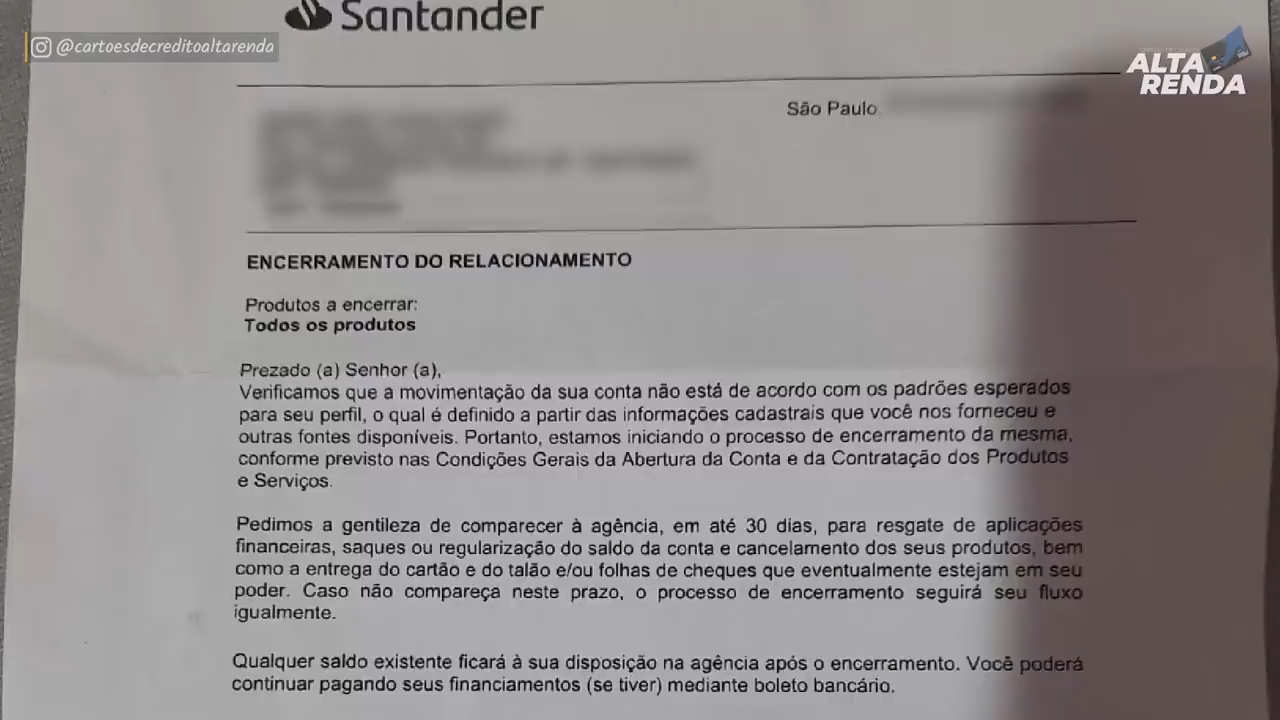 Santander
@cartoesdecreditoaltarenda
ALTA
RENDA
São Paulo
ENCERRAMENTO DO RELACIONAMENTO
Produtos a encerrar:
Todos os produtos
Prezado (a) Senhor (a),
Verificamos que a movimentação da sua conta não está de acordo com os padrões esperados
para seu perfil, o qual é definido a partir das informações cadastrais que você nos forneceu e
outras fontes disponíveis. Portanto, estamos iniciando o processo de encerramento da mesma,
conforme previsto nas Condições Gerais da Abertura da Conta e da Contratação dos Produtos
e Serviços.
Pedimos a gentileza de comparecer à agência, em até 30 dias, para resgate de aplicações
financeiras, saques ou regularização do saldo da conta e cancelamento dos seus produtos, bem
como a entrega do cartão e do talão e/ou folhas de cheques que eventualmente estejam em seu
poder. Caso não compareça neste prazo, o processo de encerramento seguirá seu fluxo
igualmente.
Qualquer saldo existente ficará à sua disposição na agência após o encerramento. Você poderá
continuar pagando seus financiamentos (se tiver) mediante boleto bancário.